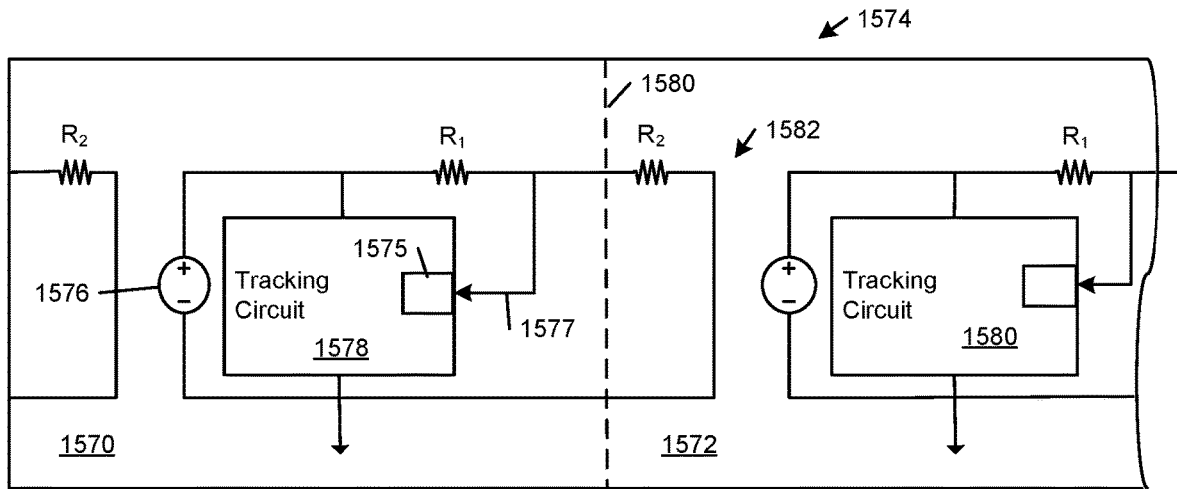 1574
1580
R2
R1
R2
1582
R1
1575
1576
+
−
Tracking
Circuit
1577
1578
+
−
Tracking
Circuit
1580
1570
1572